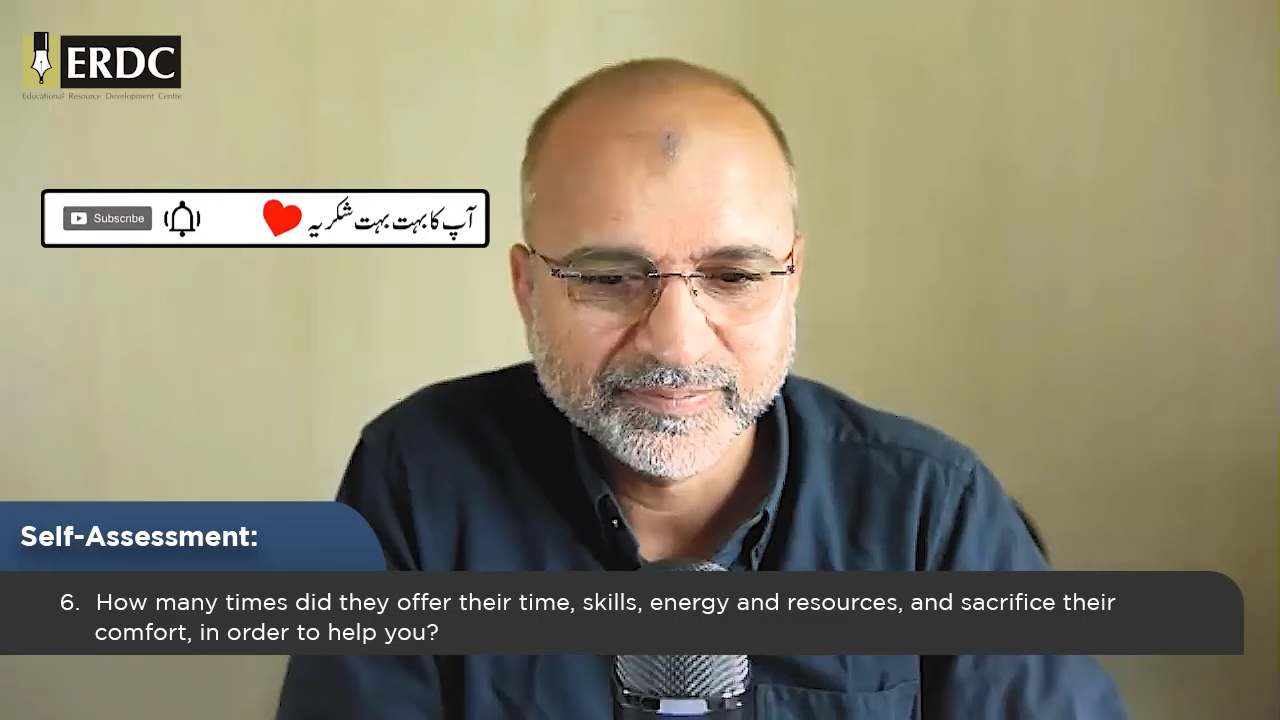 ERDC
Educational Resource Development Centre
Subscribe
آپ کا بہت بہت شکریہ
Self-Assessment:
6. How many times did they offer their time, skills, energy and resources, and sacrifice their
comfort, in order to help you?